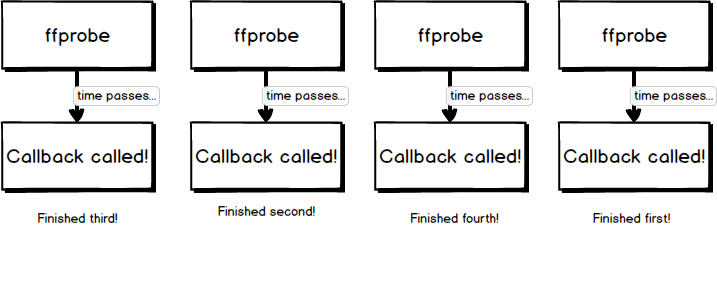 ffprobe ffprobe ffprobe ffprobe
time passes... time passes... time passes... time passes...
Callback called! Callback called! Callback called! Callback called!
Finished third! Finished second! Finished fourth! Finished first!